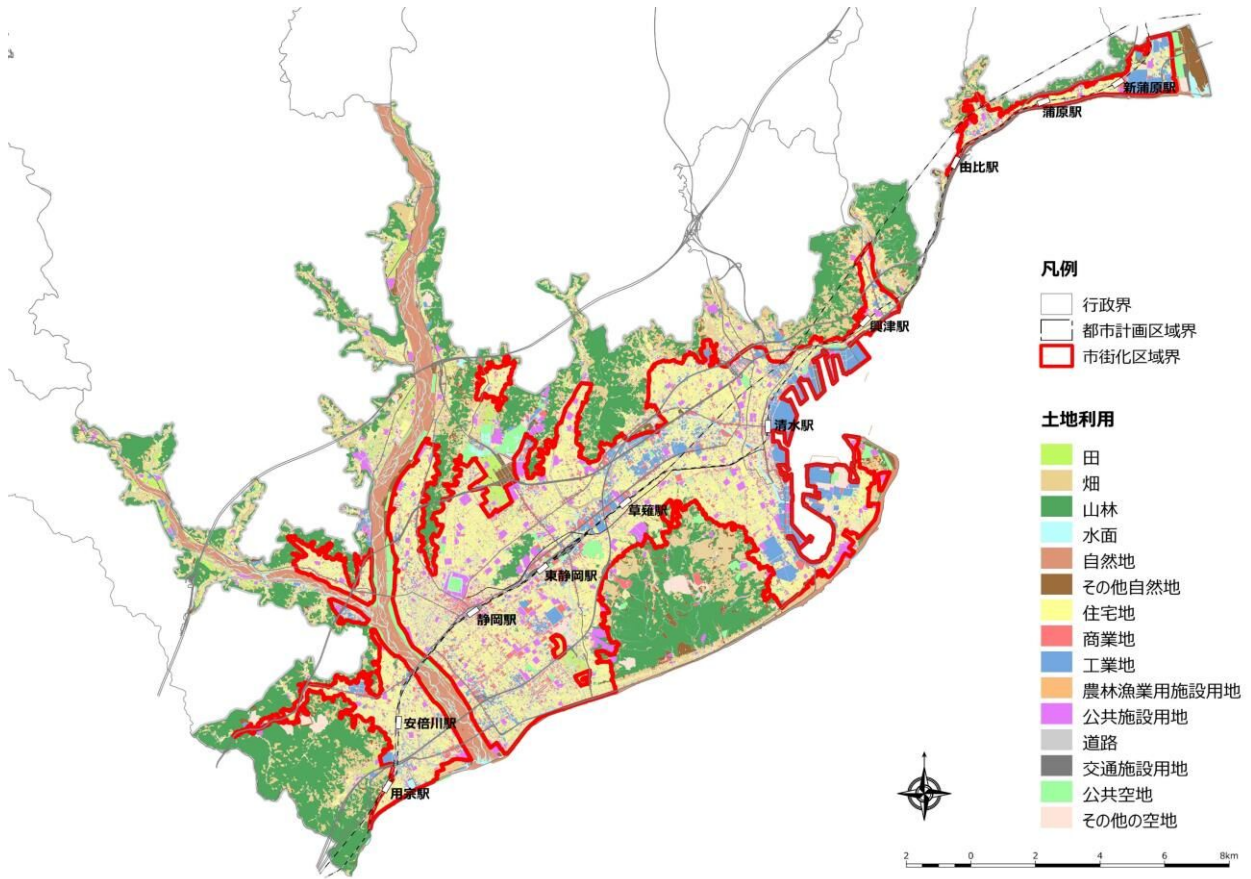 新蒲原駅
蒲原駅
由比駅
興津駅
清水駅
草薙駅
東静岡駅
静岡駅
安倍川駅
用宗駅
凡例
行政界
都市計画区域界
市街化区域界
土地利用
田
畑
山林
水面
自然地
その他自然地
住宅地
商業地
工業地
農林漁業用施設用地
公共施設用地
道路
交通施設用地
公共空地
その他の空地
2 0 2 4 6 8km